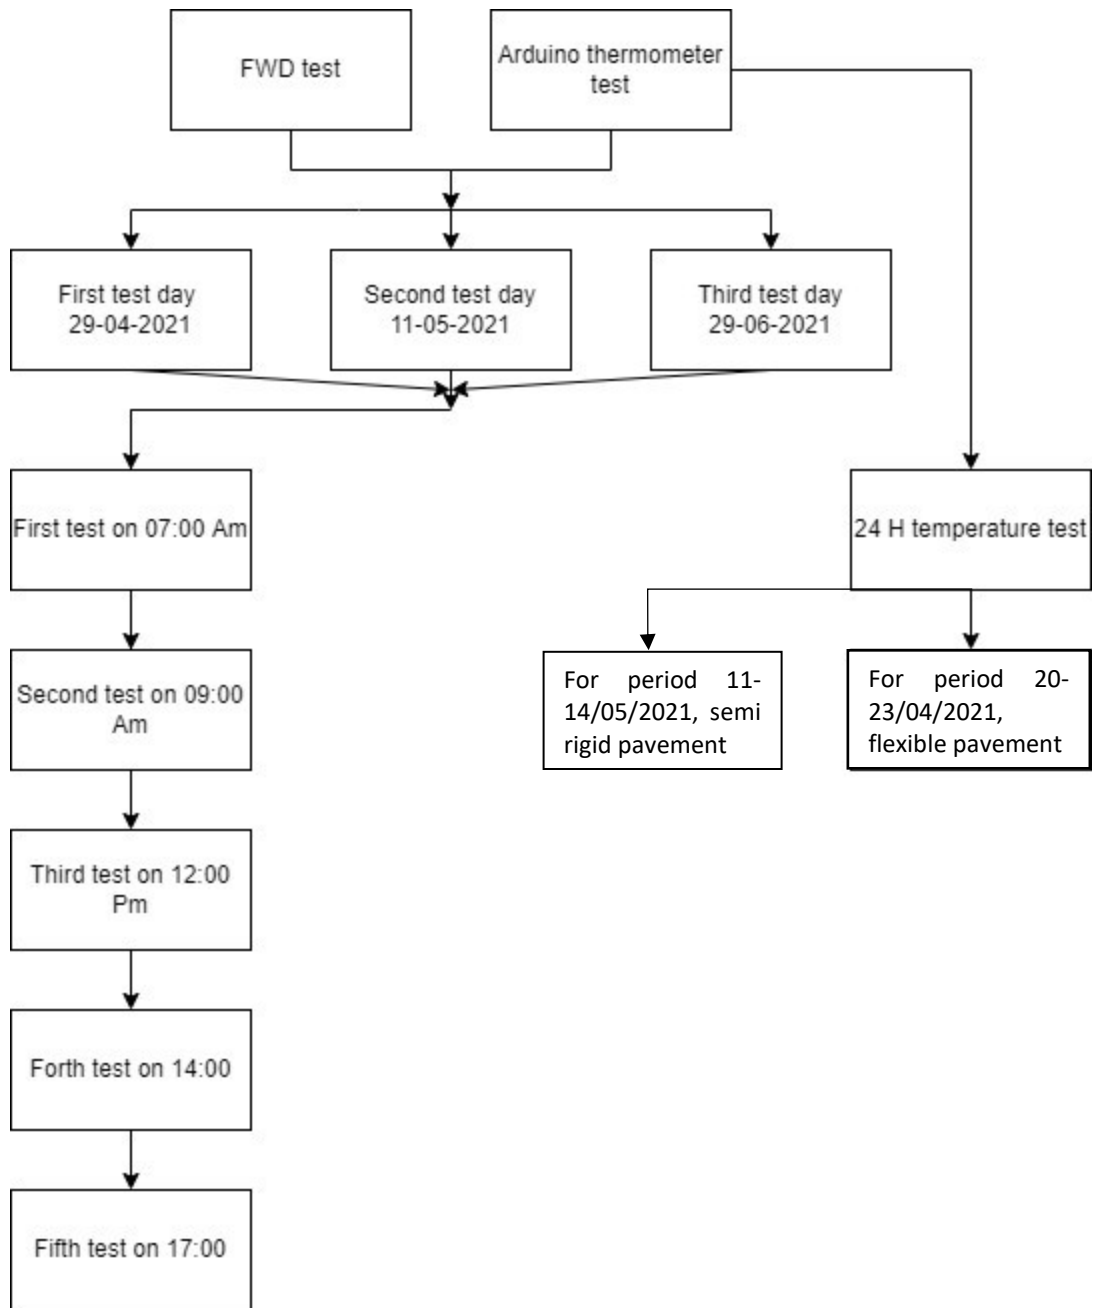 FWD test
Arduino thermometer
test
First test day
29-04-2021
Second test day
11-05-2021
Third test day
29-06-2021
First test on 07:00 Am
24 H temperature test
Second test on 09:00
Am
For period 11-
14/05/2021, semi
rigid pavement
For period 20-
23/04/2021,
flexible pavement
Third test on 12:00
Pm
Forth test on 14:00
Fifth test on 17:00